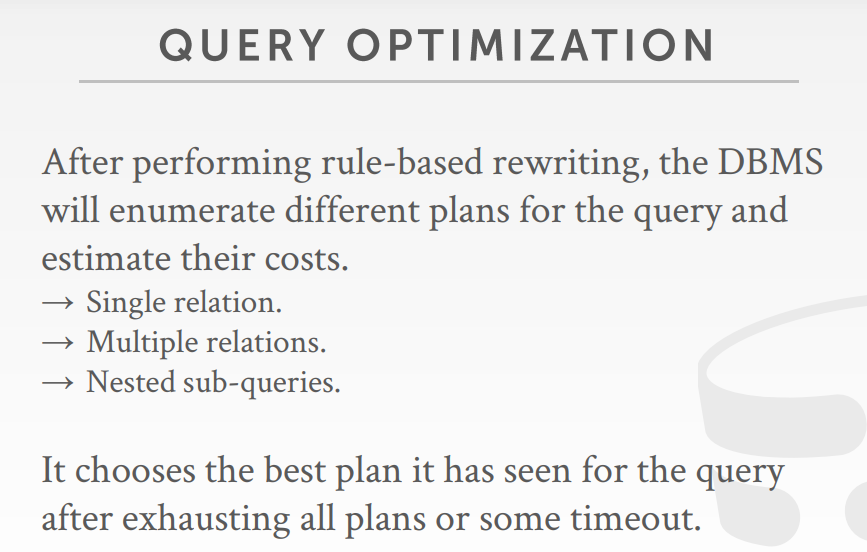 QUERY OPTIMIZATION
After performing rule-based rewriting, the DBMS
will enumerate different plans for the query and
estimate their costs.
→ Single relation.
→ Multiple relations.
→ Nested sub-queries.
It chooses the best plan it has seen for the query
after exhausting all plans or some timeout.